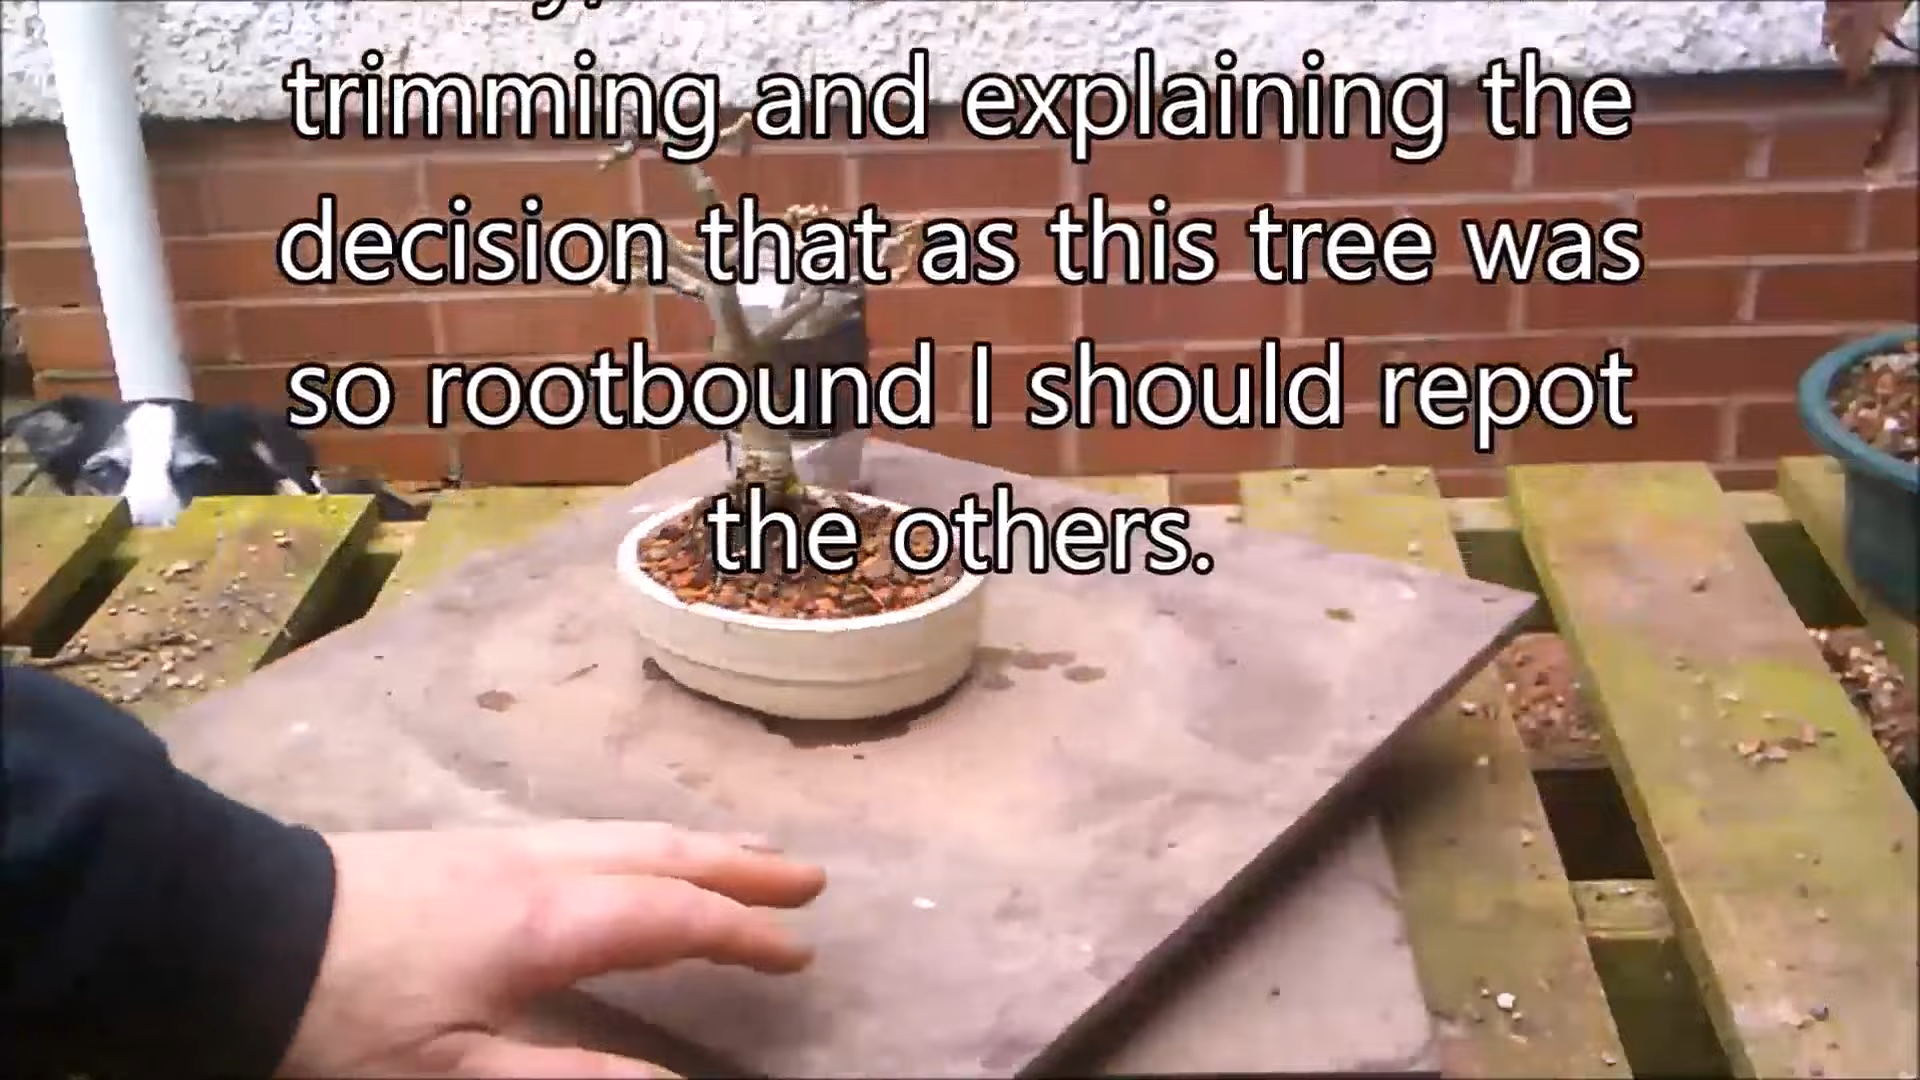 trimming and explaining the
decision that as this tree was
so rootbound I should repot
the others.